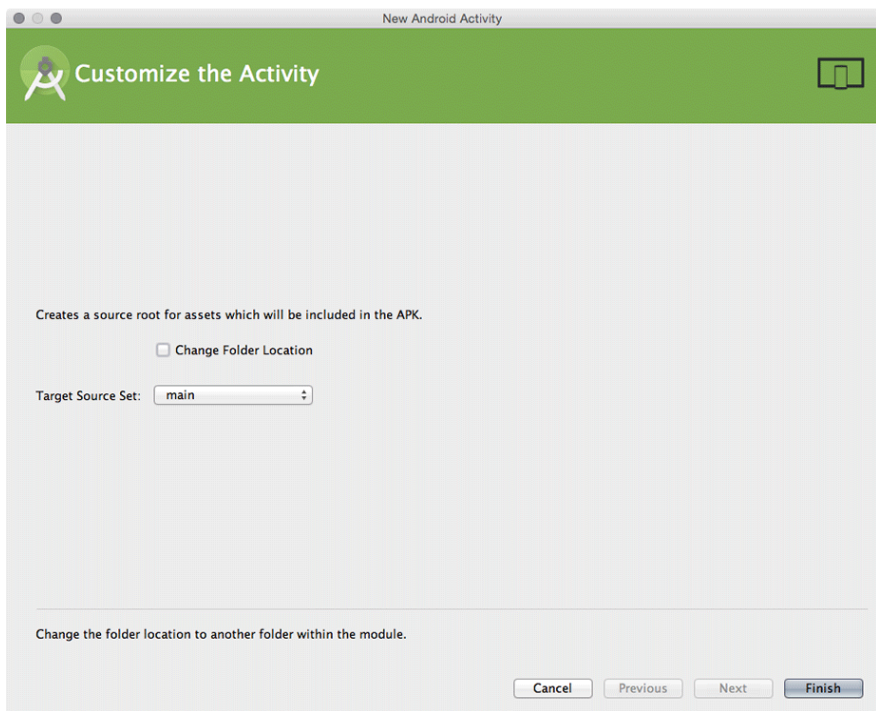 New Android Activity
Customize the Activity
Creates a source root for assets which will be included in the APK.
Change Folder Location
Target Source Set: main
Change the folder location to another folder within the module.
Cancel Previous Next Finish